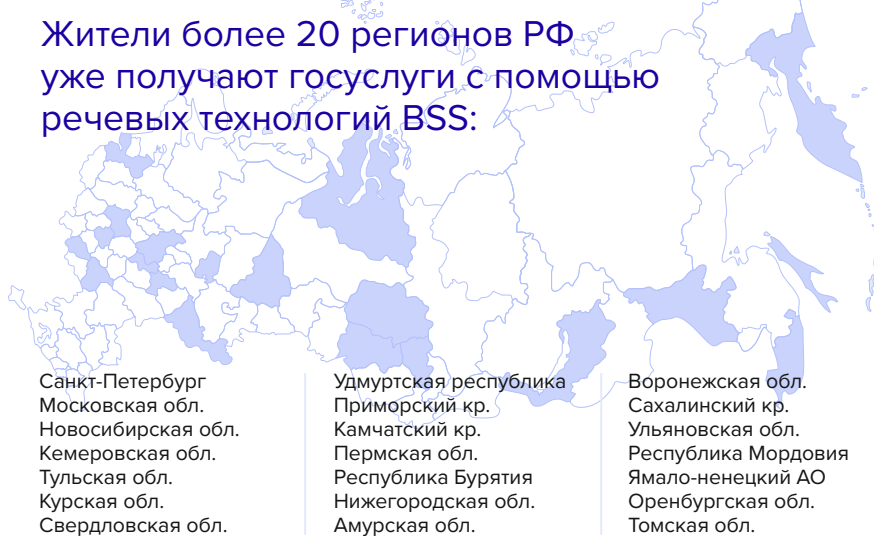 Жители более 20 регионов РФ
уже получают госуслуги с помощью
речевых технологий BSS:
Санкт-Петербург
Московская обл.
Новосибирская обл.
Кемеровская обл.
Тульская обл.
Курская обл.
Свердловская обл.
Удмуртская республика
Приморский кр.
Камчатский кр.
Пермская обл.
Республика Бурятия
Нижегородская обл.
Амурская обл.
Воронежская обл.
Сахалинский кр.
Ульяновская обл.
Республика Мордовия
Ямало-ненецкий АО
Оренбургская обл.
Томская обл.